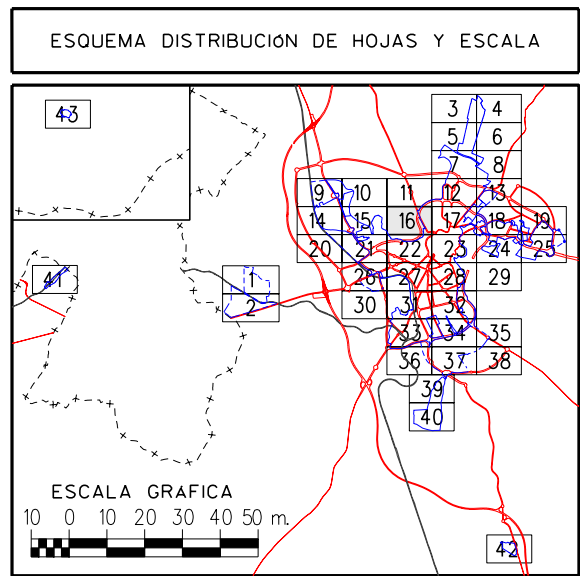 ESQUEMA DISTRIBUCIóN DE HOJAS Y ESCALA
43
3 4
5 6
7 8
9 10 11 12 13
14 15 16 17 18 19
20 21 22 23 24 25
41 1 26 27 28 29
2 30 31 32
33 34 35
36 37 38
39
40
ESCALA GRÁFICA
10 0 10 20 30 40 50 m.
42